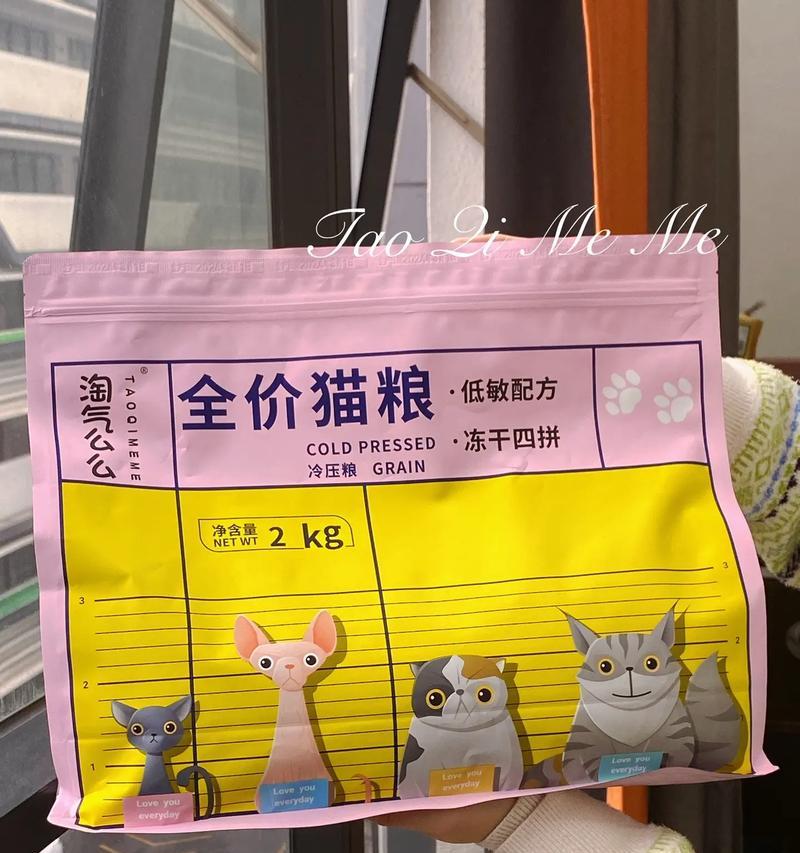 Tao Qi Me Me
淘气么么
®
TAOQIMEME
全价猫粮
·低敏配方
COLD PRESSED
·冻干四拼
冷压粮 GRAIN
净含量
NET WT
2 kg
3
3
2
2
1
Love you
everyday
Love you
everyday
Love you
everyday
Love you
everyday